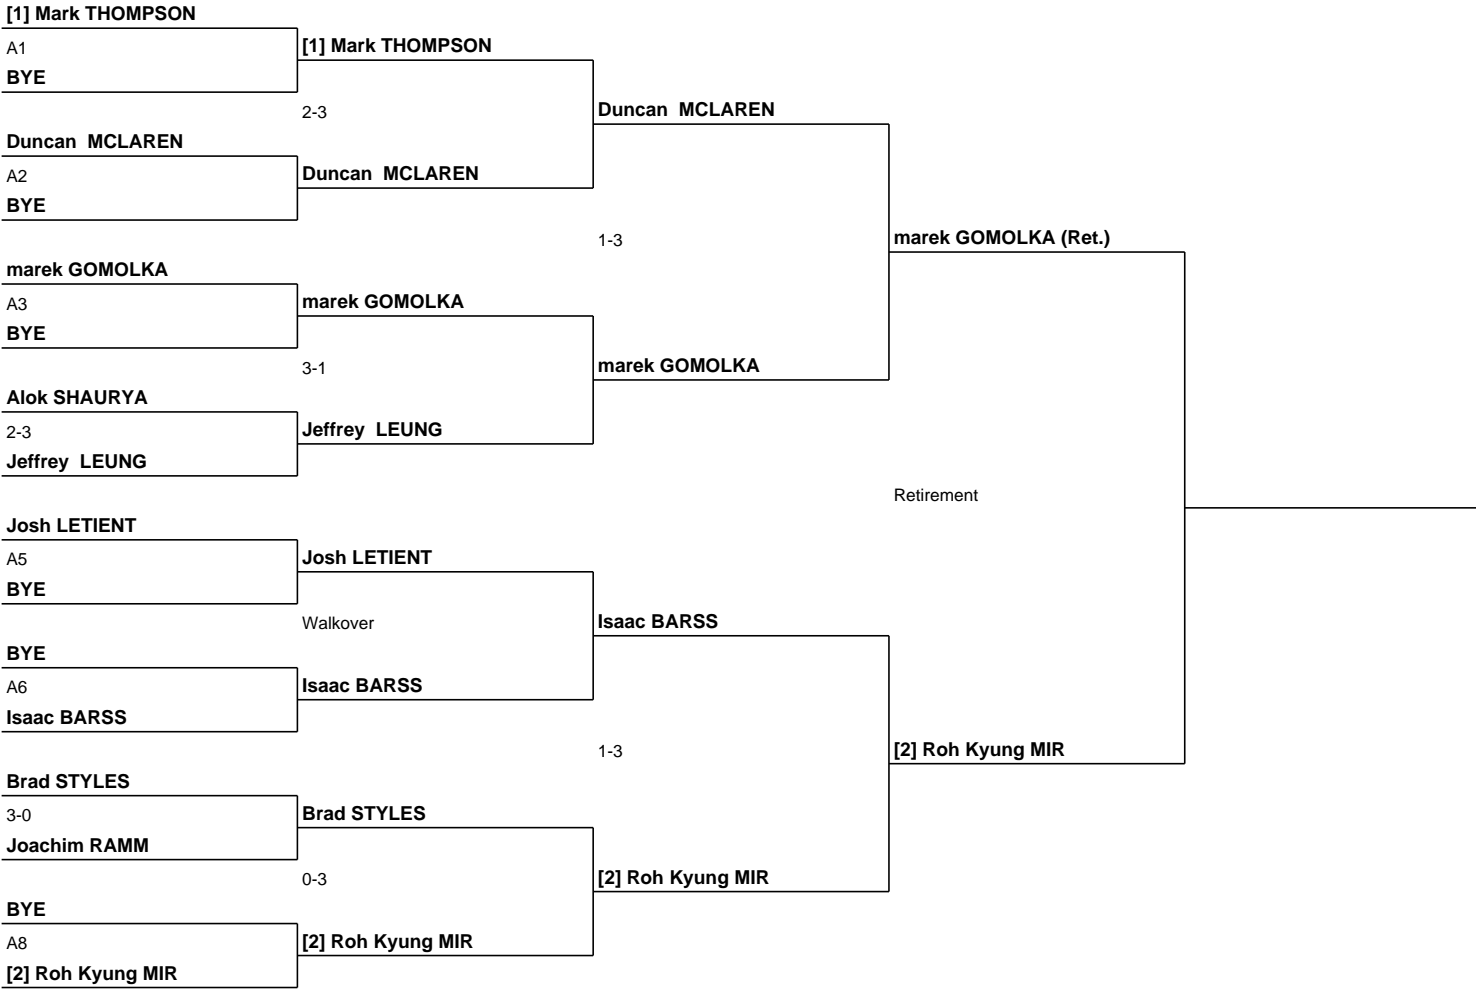 [1] Mark THOMPSON
A1
BYE
Duncan  MCLAREN
A2
BYE
marek GOMOLKA
A3
BYE
Alok SHAURYA
2-3
Jeffrey  LEUNG
Josh LETIENT
A5
BYE
BYE
A6
Isaac BARSS
Brad STYLES
3-0
Joachim RAMM
BYE
A8
[2] Roh Kyung MIR
[1] Mark THOMPSON
2-3
Duncan  MCLAREN
marek GOMOLKA
3-1
Jeffrey  LEUNG
Josh LETIENT
Walkover
Isaac BARSS
Brad STYLES
0-3
[2] Roh Kyung MIR
Duncan  MCLAREN
1-3
marek GOMOLKA
Isaac BARSS
1-3
[2] Roh Kyung MIR
marek GOMOLKA (Ret.)
Retirement
[2] Roh Kyung MIR